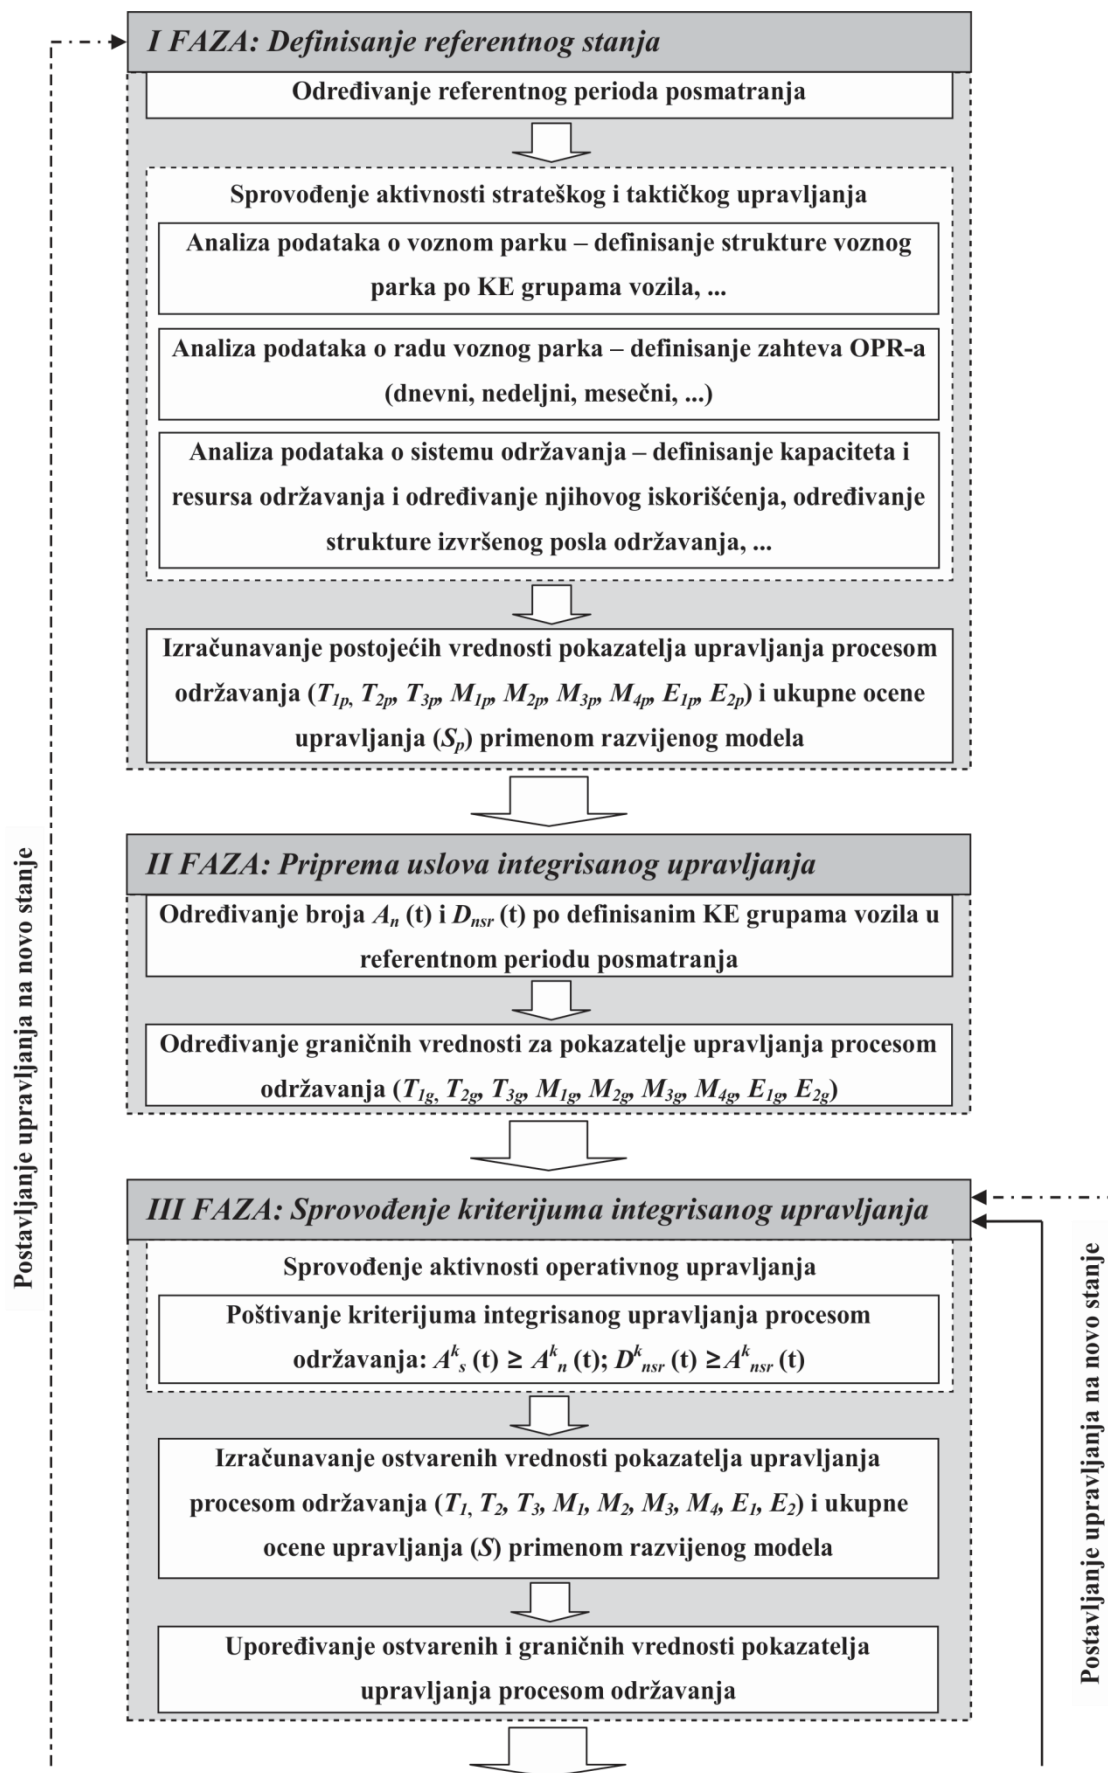 I FAZA: Definisanje referentnog stanja
Određivanje referentnog perioda posmatranja
Sprovođenje aktivnosti strateškog i taktičkog upravljanja
Analiza podataka o voznom parku – definisanje strukture voznog
parka po KE grupama vozila, ...
Analiza podataka o radu voznog parka – definisanje zahteva OPR-a
(dnevni, nedeljni, mesečni, ...)
Analiza podataka o sistemu održavanja – definisanje kapaciteta i
resursa održavanja i određivanje njihovog iskorišćenja, određivanje
strukture izvršenog posla održavanja, ...
Izračunavanje postojećih vrednosti pokazatelja upravljanja procesom
održavanja (T1p, T2p, T3p, M1p, M2p, M3p, M4p, E1p, E2p) i ukupne ocene
upravljanja (Sp) primenom razvijenog modela
II FAZA: Priprema uslova integrisanog upravljanja
Određivanje broja An (t) i Dnsr (t) po definisanim KE grupama vozila u
referentnom periodu posmatranja
Određivanje graničnih vrednosti za pokazatelje upravljanja procesom
održavanja (T1g, T2g, T3g, M1g, M2g, M3g, M4g, E1g, E2g)
III FAZA: Sprovođenje kriterijuma integrisanog upravljanja
Sprovođenje aktivnosti operativnog upravljanja
Poštivanje kriterijuma integrisanog upravljanja procesom
održavanja: A^k_s (t) ≥ A^k_n (t); D^k_nsr (t) ≥A^k_nsr (t)
Izračunavanje ostvarenih vrednosti pokazatelja upravljanja
procesom održavanja (T1, T2, T3, M1, M2, M3, M4, E1, E2) i ukupne
ocene upravljanja (S) primenom razvijenog modela
Upoređivanje ostvarenih i graničnih vrednosti pokazatelja
upravljanja procesom održavanja
Postavljanje upravljanja na novo stanje
Postavljanje upravljanja na novo stanje